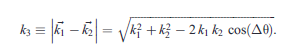 k₃ ≡ |k⃗₁ − k⃗₂| = √(k₁² + k₂² − 2 k₁ k₂ cos(Δθ)).